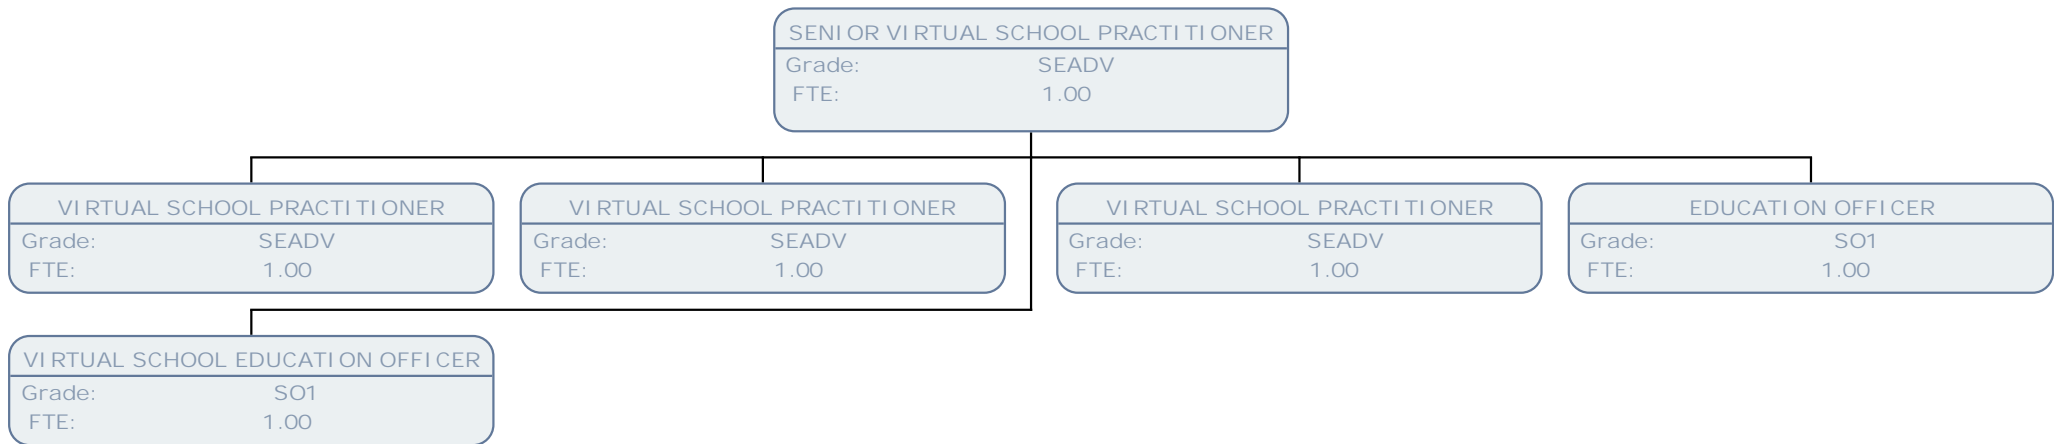 SENIOR VIRTUAL SCHOOL PRACTITIONER
Grade: SEADV
FTE: 1.00
VIRTUAL SCHOOL PRACTITIONER
Grade: SEADV
FTE: 1.00
VIRTUAL SCHOOL PRACTITIONER
Grade: SEADV
FTE: 1.00
VIRTUAL SCHOOL PRACTITIONER
Grade: SEADV
FTE: 1.00
EDUCATION OFFICER
Grade: SO1
FTE: 1.00
VIRTUAL SCHOOL EDUCATION OFFICER
Grade: SO1
FTE: 1.00